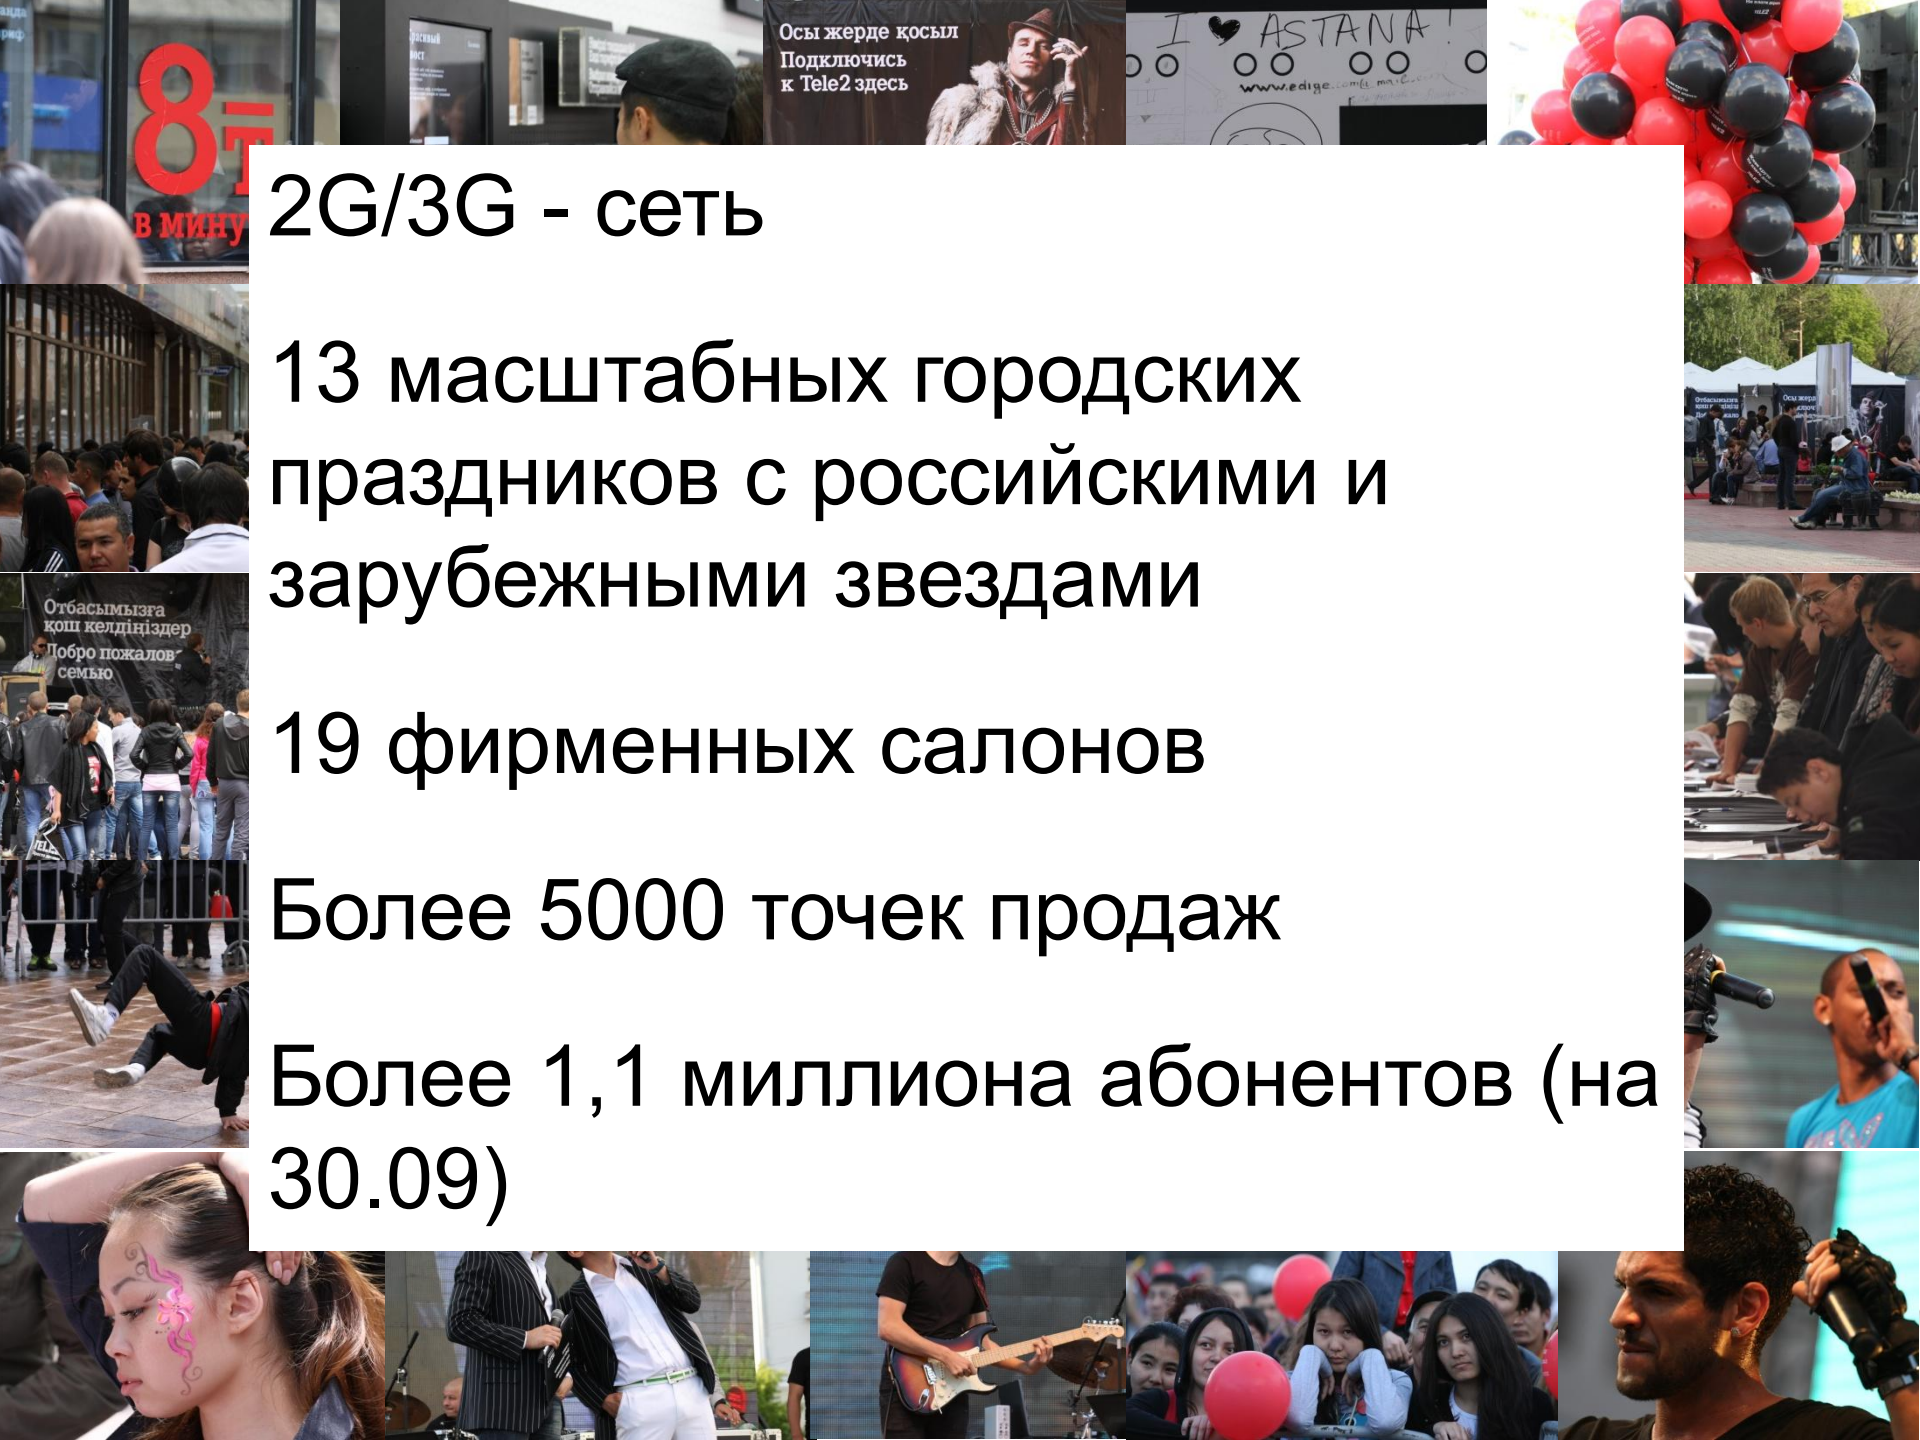 8т
в мину
Осы жерде қосыл
Подключись
к Tele2 здесь
I ♥ ASTANA!
www.edige.
2G/3G - сеть
13 масштабных городских
праздников с российскими и
зарубежными звездами
19 фирменных салонов
Более 5000 точек продаж
Более 1,1 миллиона абонентов (на
30.09)
Отбасымызға
қош келдіңіздер
Добро пожалов
семью